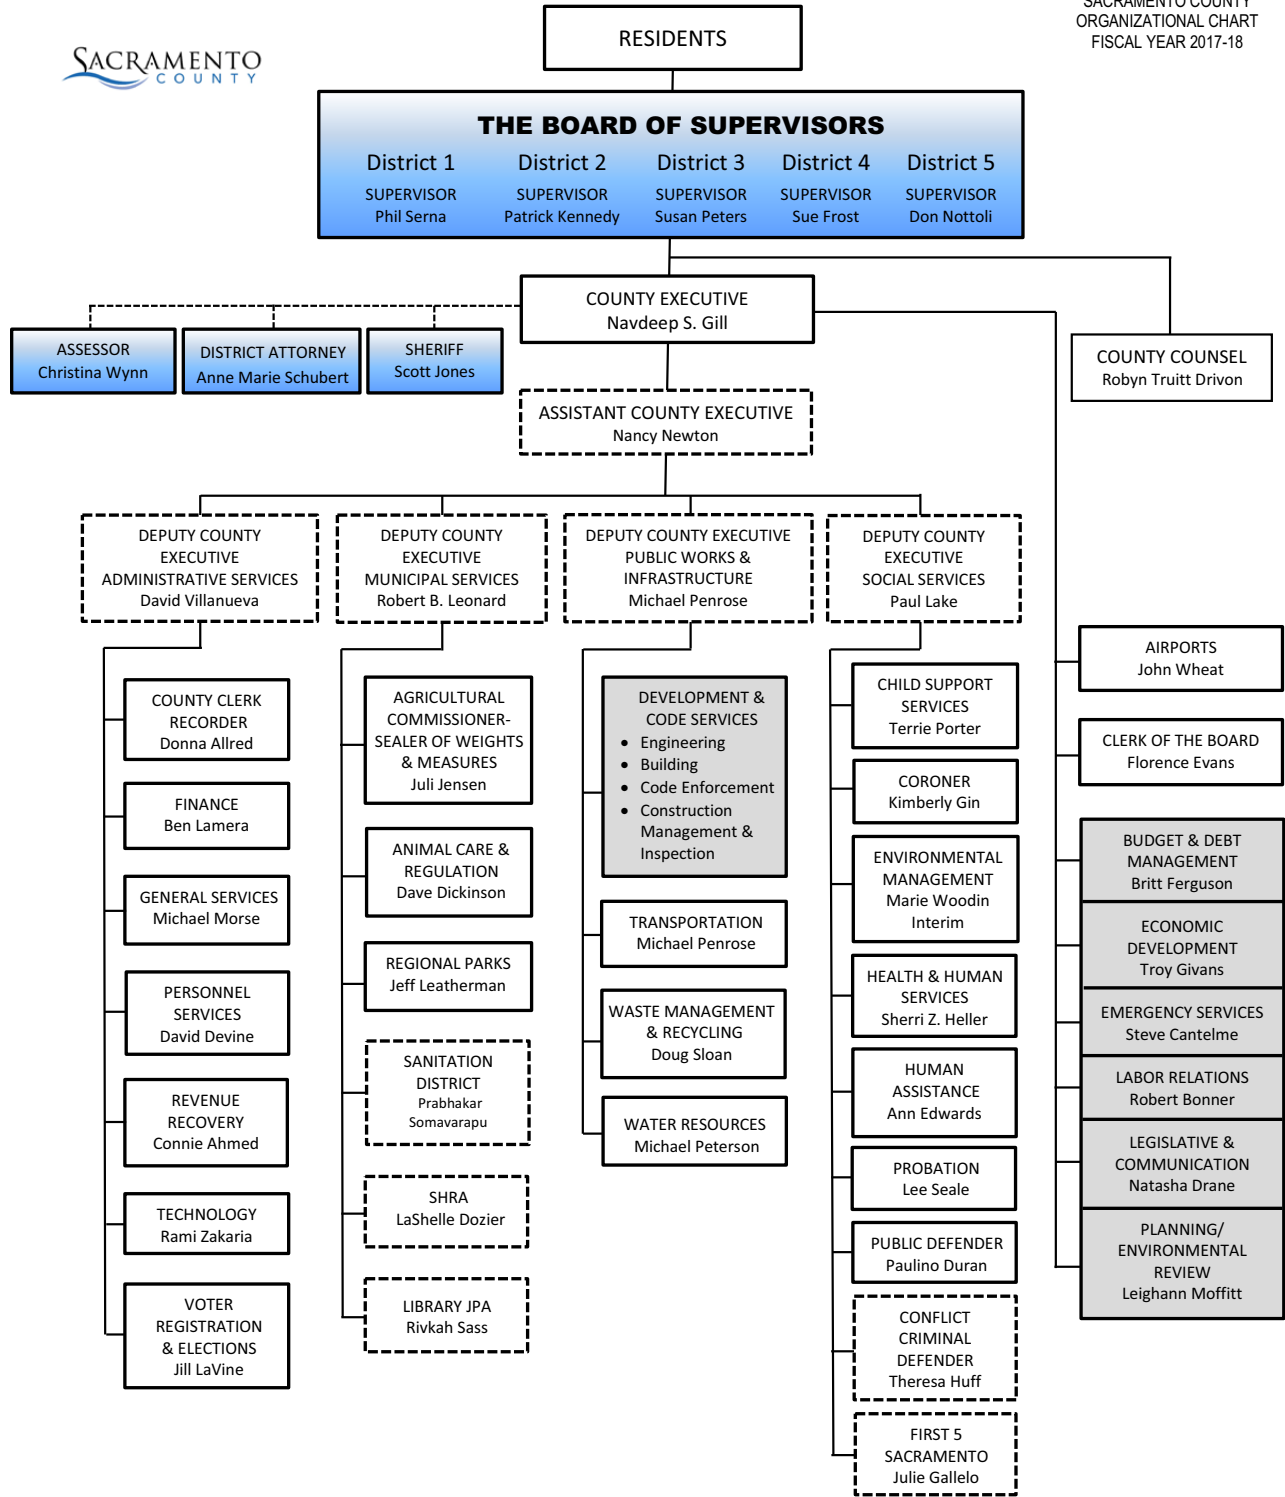 SACRAMENTO COUNTY
ORGANIZATIONAL CHART
FISCAL YEAR 2017-18
SACRAMENTO
COUNTY
RESIDENTS
THE BOARD OF SUPERVISORS
District 1
SUPERVISOR
Phil Serna
District 2
SUPERVISOR
Patrick Kennedy
District 3
SUPERVISOR
Susan Peters
District 4
SUPERVISOR
Sue Frost
District 5
SUPERVISOR
Don Nottoli
COUNTY EXECUTIVE
Navdeep S. Gill
ASSESSOR
Christina Wynn
DISTRICT ATTORNEY
Anne Marie Schubert
SHERIFF
Scott Jones
COUNTY COUNSEL
Robyn Truitt Drivon
ASSISTANT COUNTY EXECUTIVE
Nancy Newton
DEPUTY COUNTY
EXECUTIVE
ADMINISTRATIVE SERVICES
David Villanueva
DEPUTY COUNTY
EXECUTIVE
MUNICIPAL SERVICES
Robert B. Leonard
DEPUTY COUNTY EXECUTIVE
PUBLIC WORKS &
INFRASTRUCTURE
Michael Penrose
DEPUTY COUNTY
EXECUTIVE
SOCIAL SERVICES
Paul Lake
COUNTY CLERK
RECORDER
Donna Allred
FINANCE
Ben Lamera
GENERAL SERVICES
Michael Morse
PERSONNEL
SERVICES
David Devine
REVENUE
RECOVERY
Connie Ahmed
TECHNOLOGY
Rami Zakaria
VOTER
REGISTRATION
& ELECTIONS
Jill LaVine
AGRICULTURAL
COMMISSIONER-
SEALER OF WEIGHTS
& MEASURES
Juli Jensen
ANIMAL CARE &
REGULATION
Dave Dickinson
REGIONAL PARKS
Jeff Leatherman
SANITATION
DISTRICT
Prabhakar
Somavarapu
SHRA
LaShelle Dozier
LIBRARY JPA
Rivkah Sass
DEVELOPMENT &
CODE SERVICES
• Engineering
• Building
• Code Enforcement
• Construction
Management &
Inspection
TRANSPORTATION
Michael Penrose
WASTE MANAGEMENT
& RECYCLING
Doug Sloan
WATER RESOURCES
Michael Peterson
CHILD SUPPORT
SERVICES
Terrie Porter
CORONER
Kimberly Gin
ENVIRONMENTAL
MANAGEMENT
Marie Woodin
Interim
HEALTH & HUMAN
SERVICES
Sherri Z. Heller
HUMAN
ASSISTANCE
Ann Edwards
PROBATION
Lee Seale
PUBLIC DEFENDER
Paulino Duran
CONFLICT
CRIMINAL
DEFENDER
Theresa Huff
FIRST 5
SACRAMENTO
Julie Gallelo
AIRPORTS
John Wheat
CLERK OF THE BOARD
Florence Evans
BUDGET & DEBT
MANAGEMENT
Britt Ferguson
ECONOMIC
DEVELOPMENT
Troy Givans
EMERGENCY SERVICES
Steve Cantelme
LABOR RELATIONS
Robert Bonner
LEGISLATIVE &
COMMUNICATION
Natasha Drane
PLANNING/
ENVIRONMENTAL
REVIEW
Leighann Moffitt